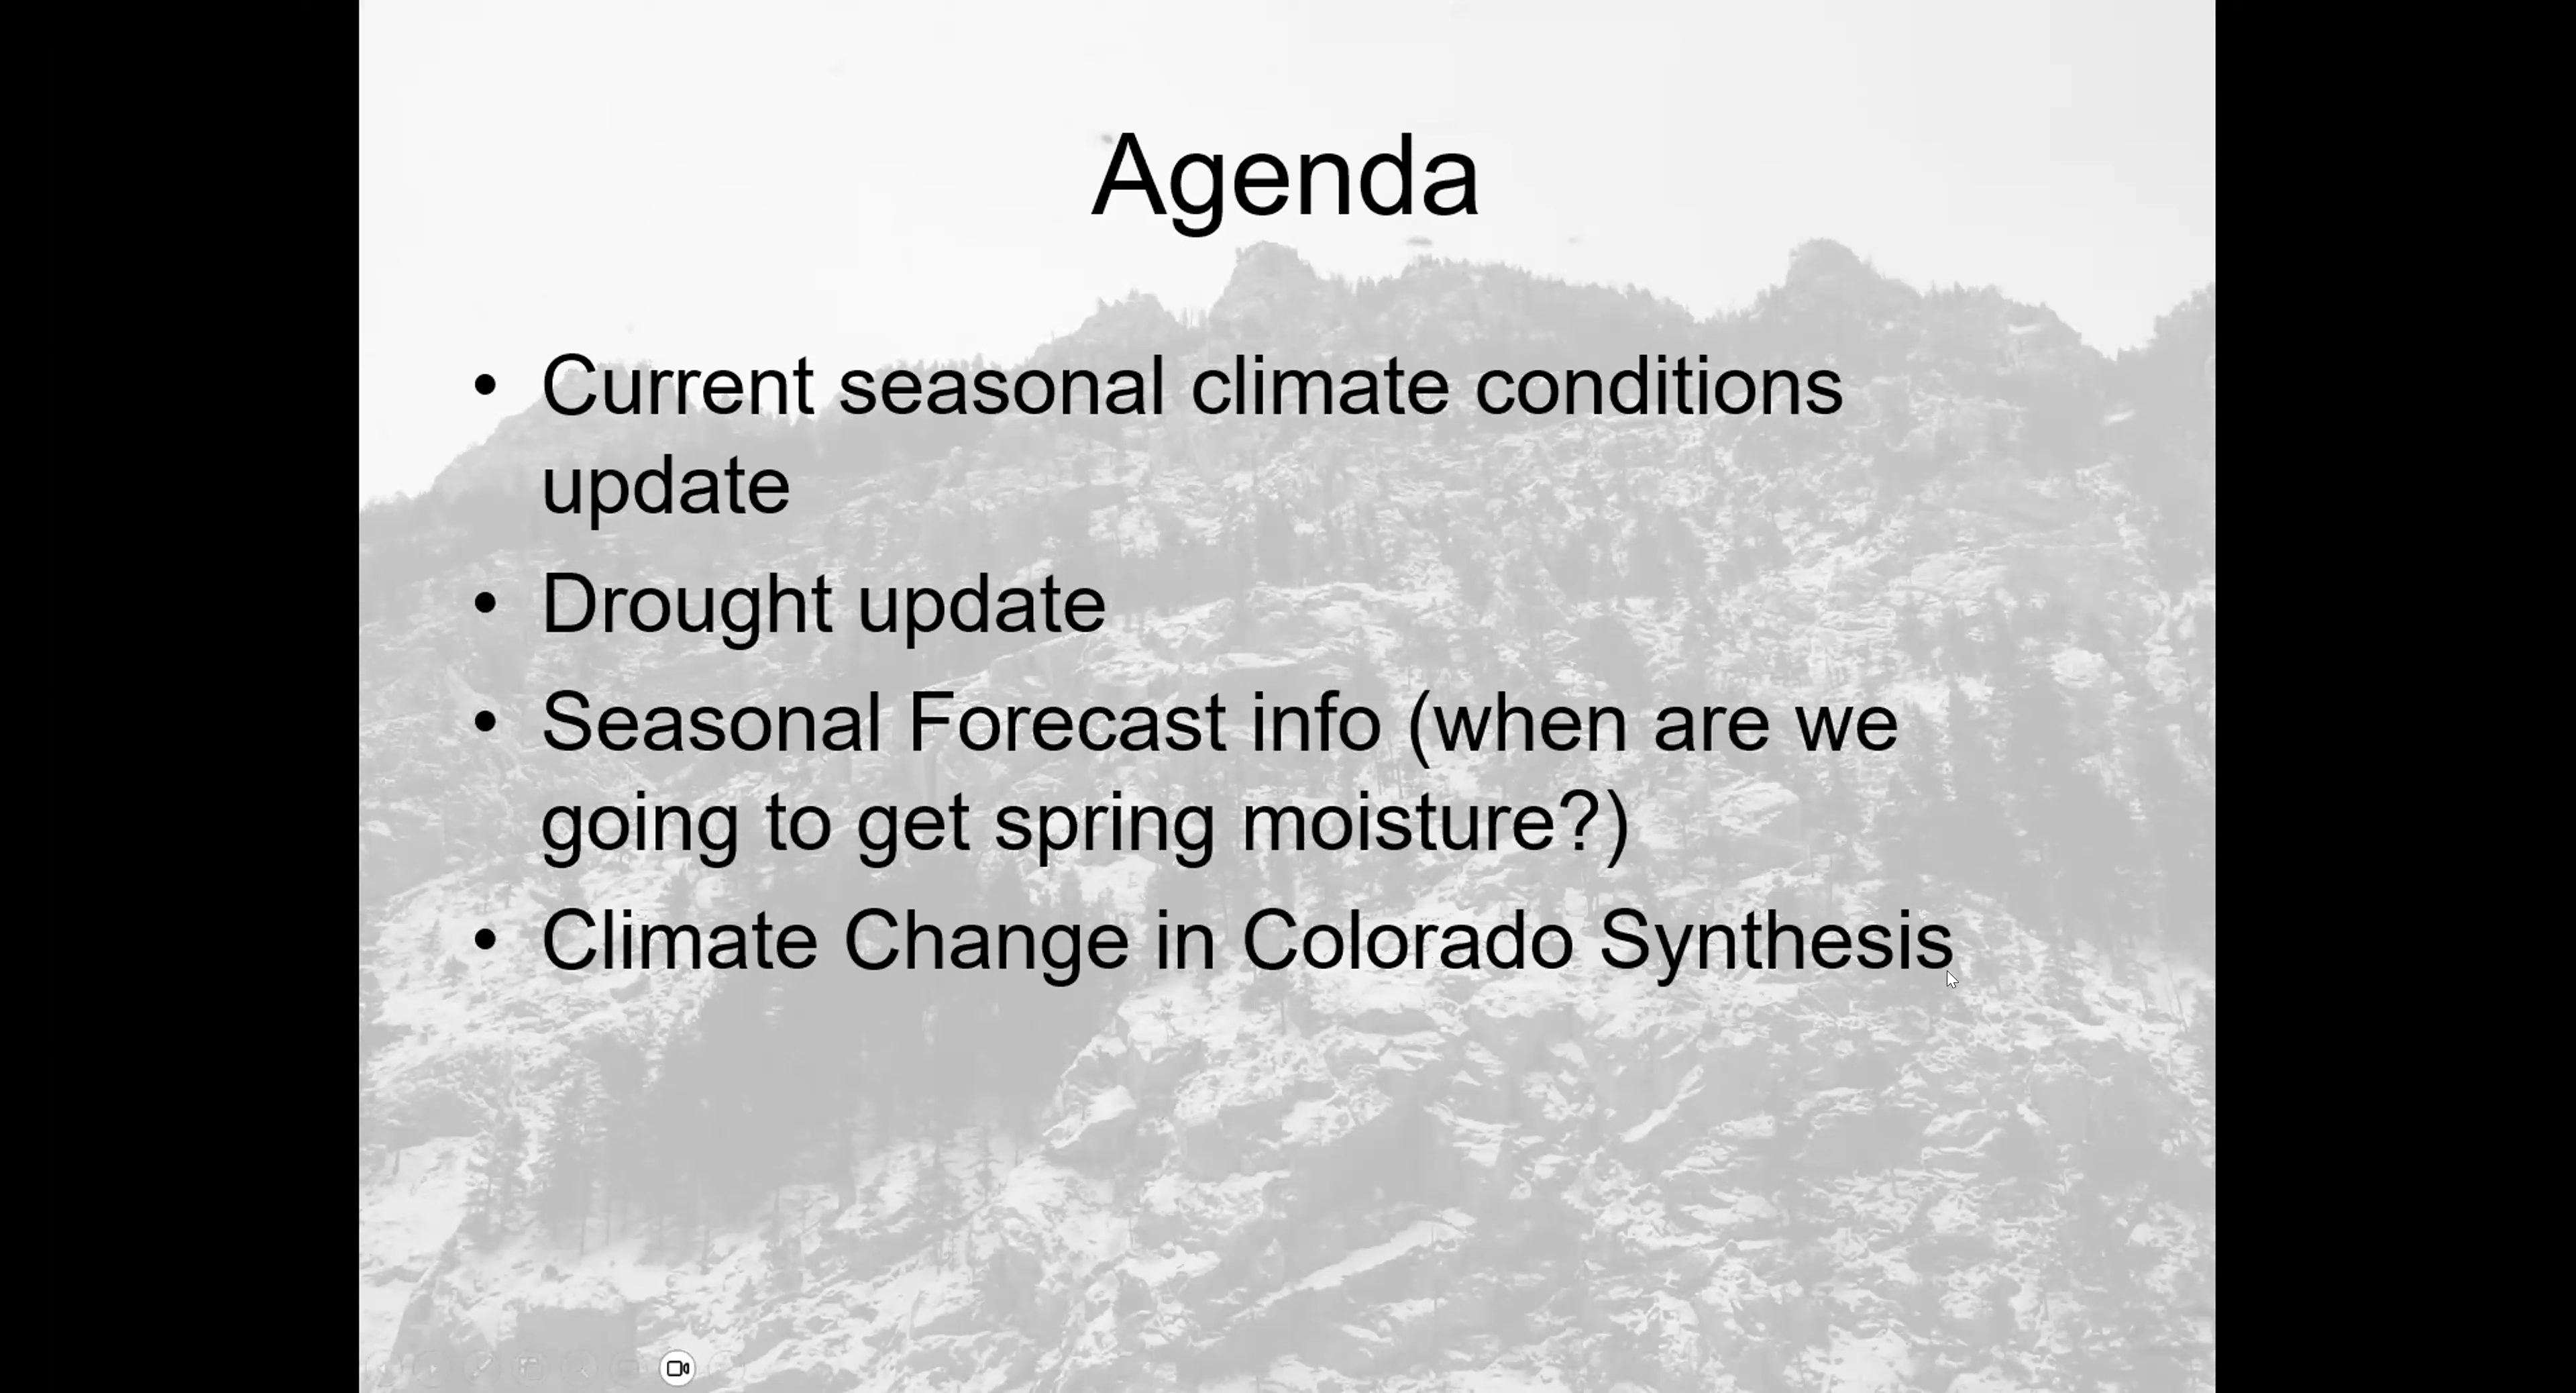 Agenda
• Current seasonal climate conditions
update
• Drought update
• Seasonal Forecast info (when are we
going to get spring moisture?)
• Climate Change in Colorado Synthesis